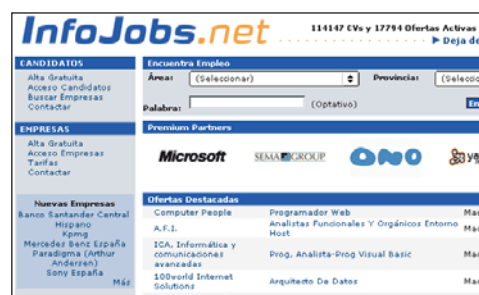 InfoJobs.net
114147 CVs y 17794 Ofertas Activas
Deja
CANDIDATOS
Alta Gratuita
Acceso Candidatos
Buscar Empresas
Contactar
EMPRESAS
Alta Gratuita
Acceso Empresas
Tarifas
Contactar
Nuevas Empresas
Banco Santander Central
Hispano
Kpmg
Mercedes Benz España
Paradigma (Arthur
Andersen)
Sony España
Más
Encuentra Empleo
Área: (Seleccionar) Provincia:
Palabra: (Optativo)
Premium Partners
Microsoft SEMA GROUP ONO
Ofertas Destacadas
Computer People Programador Web
A.F.I. Analistas Funcionales Y Orgánicos Entorno
Host
ICA, Informática y
comunicaciones Prog, Analista-Prog Visual Basic
avanzadas
100world Internet
Solutions Arquitecto De Datos